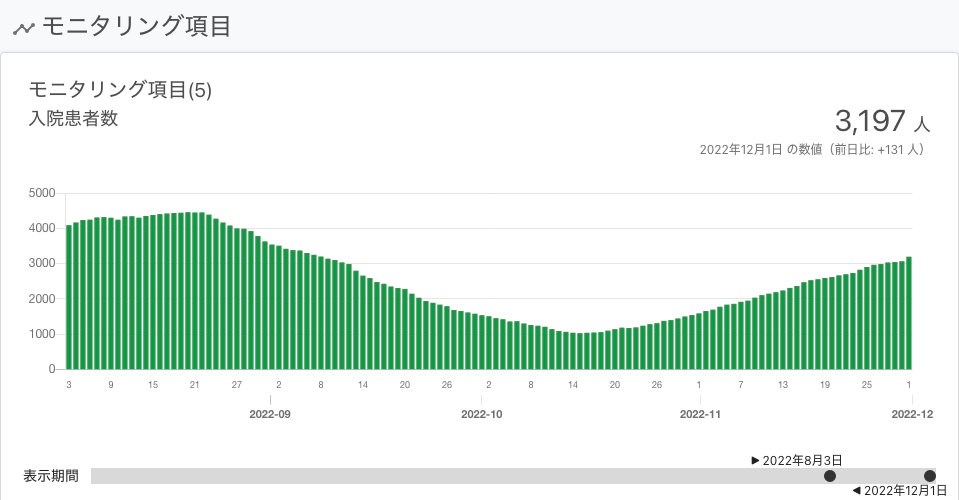 モニタリング項目
モニタリング項目(5)
入院患者数
3,197 人
2022年12月1日 の数値（前日比: +131 人）
5000
4000
3000
2000
1000
0
3 9 15 21 27 2 8 14 20 26 2 8 14 20 26 1 7 13 19 25 1
2022-09 2022-10 2022-11 2022-12
▶ 2022年8月3日
表示期間
◀ 2022年12月1日